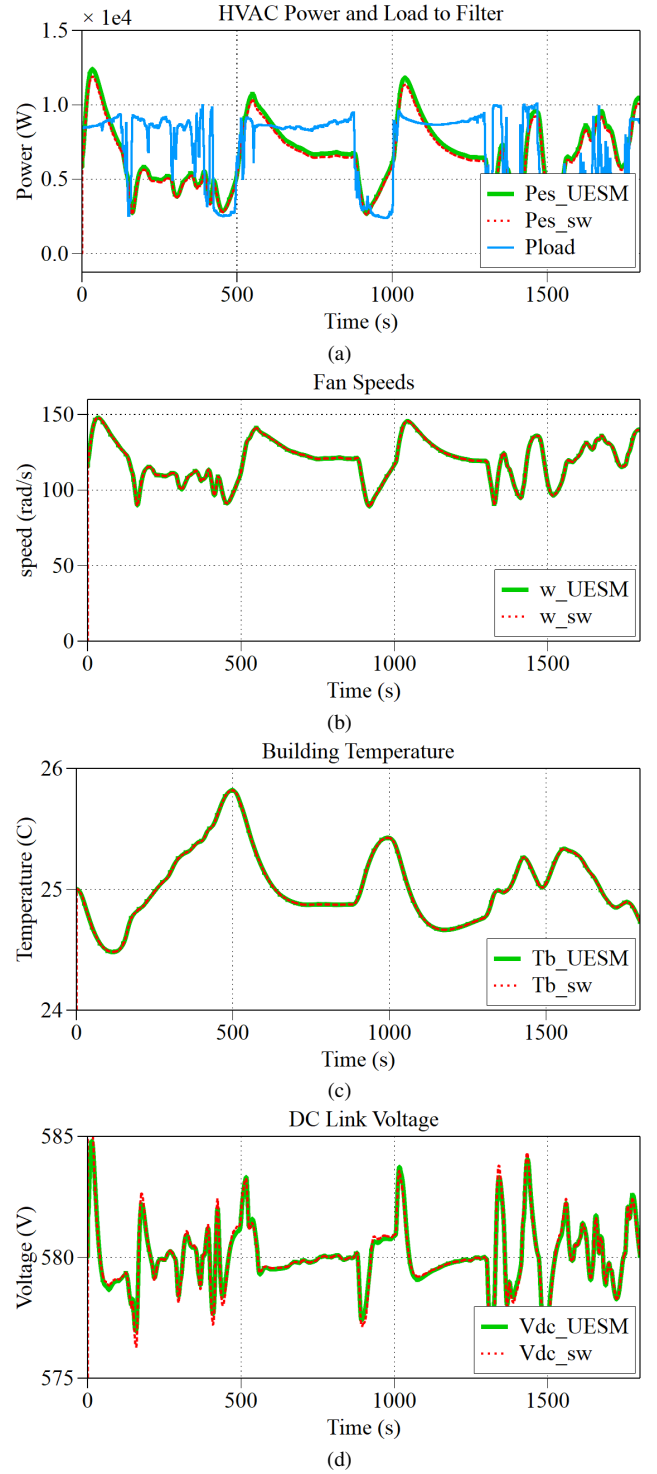 HVAC Power and Load to Filter
× 1e4
1.5
1.0
0.5
0.0
Power (W)
Pes_UESM
Pes_sw
Pload
0
500
1000
1500
Time (s)
(a)
Fan Speeds
150
100
50
0
speed (rad/s)
w_UESM
w_sw
0
500
1000
1500
Time (s)
(b)
Building Temperature
26
25
24
Temperature (C)
Tb_UESM
Tb_sw
0
500
1000
1500
Time (s)
(c)
DC Link Voltage
585
580
575
Voltage (V)
Vdc_UESM
Vdc_sw
0
500
1000
1500
Time (s)
(d)